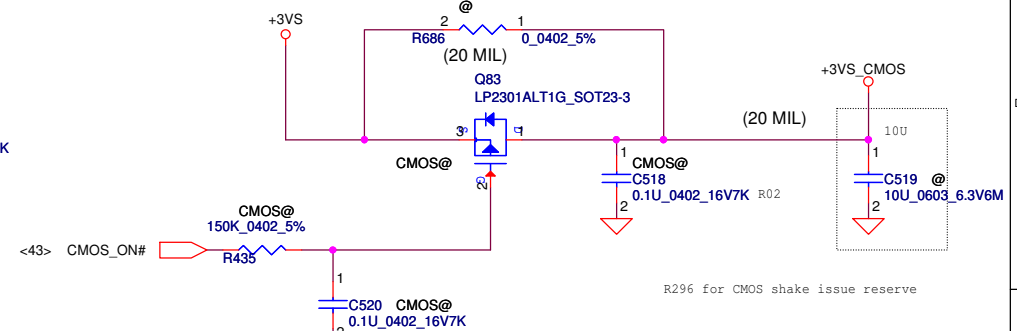 @
+3VS
2
1
R686
0_0402_5%
(20 MIL)
Q83
LP2301ALT1G_SOT23-3
+3VS_CMOS
(20 MIL)
10U
K
3
S
D
1
CMOS@
G
2
1
CMOS@
C518
0.1U_0402_16V7K
R02
2
1
C519
@
10U_0603_6.3V6M
2
CMOS@
150K_0402_5%
<43>
CMOS_ON#
R435
1
C520
CMOS@
0.1U_0402_16V7K
R296 for CMOS shake issue reserve